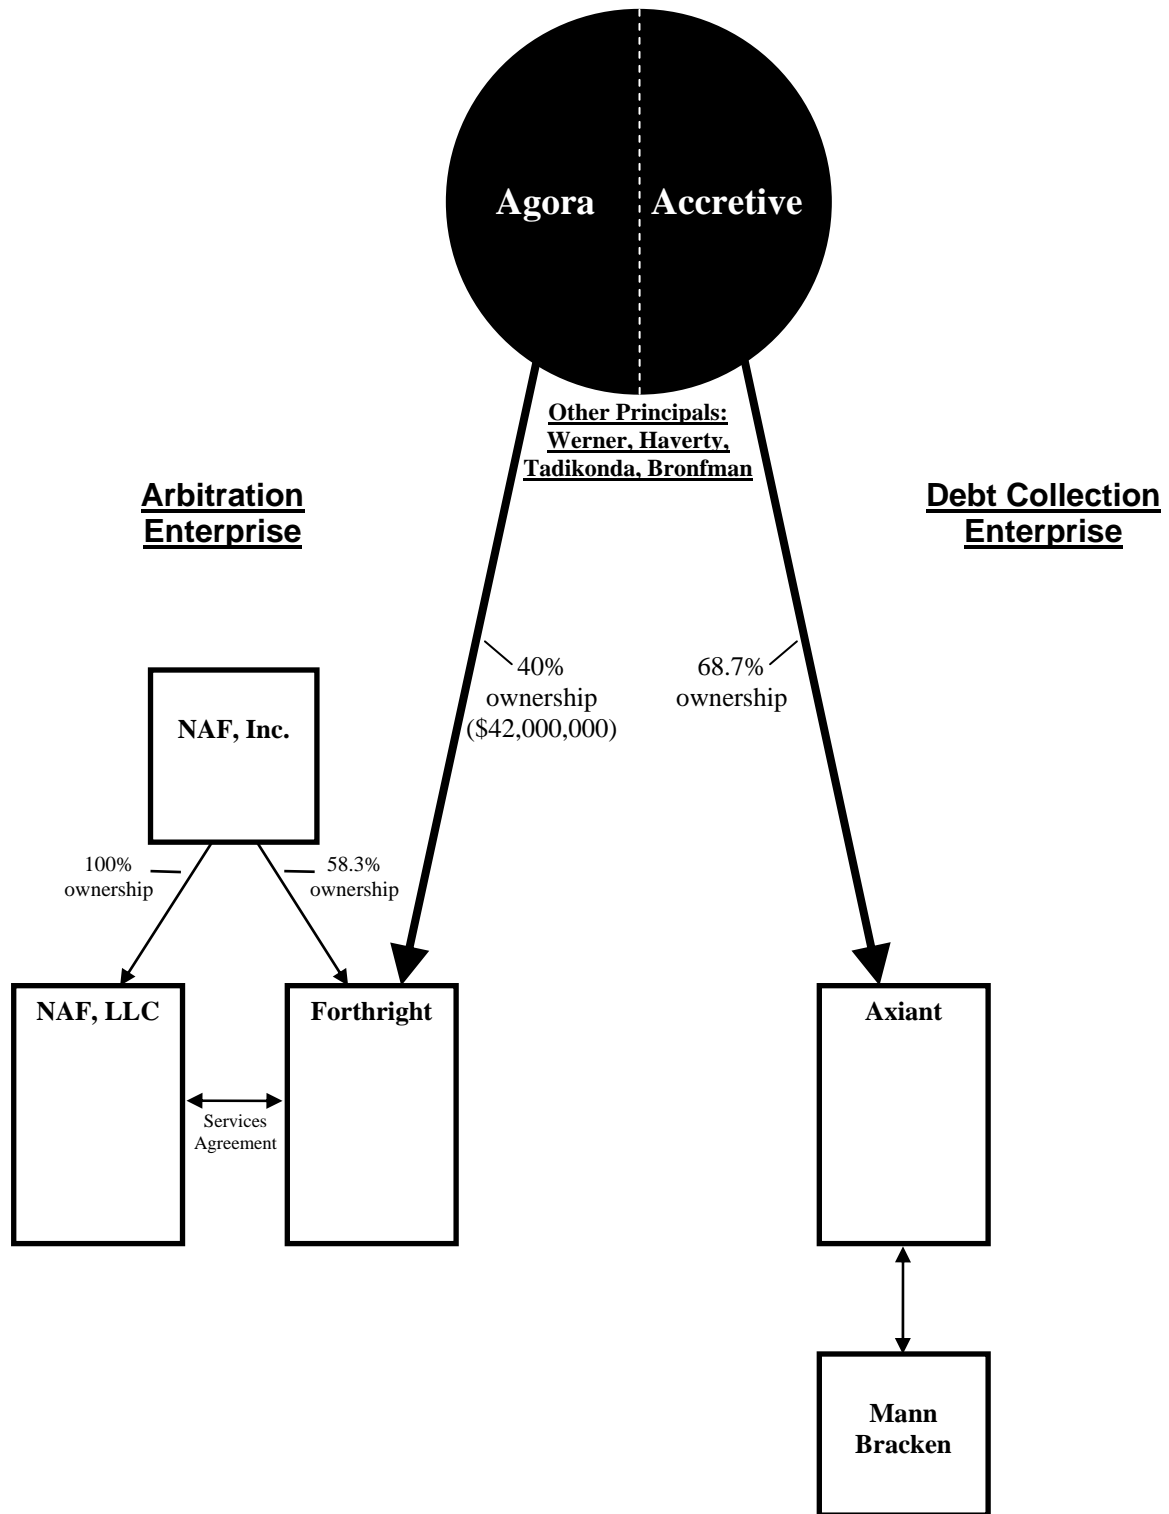 Agora
Accretive
Other Principals:
Werner, Haverty,
Tadikonda, Bronfman
Arbitration
Enterprise
Debt Collection
Enterprise
40%
ownership
($42,000,000)
68.7%
ownership
NAF, Inc.
100%
ownership
58.3%
ownership
NAF, LLC
Forthright
Axiant
Services
Agreement
Mann
Bracken